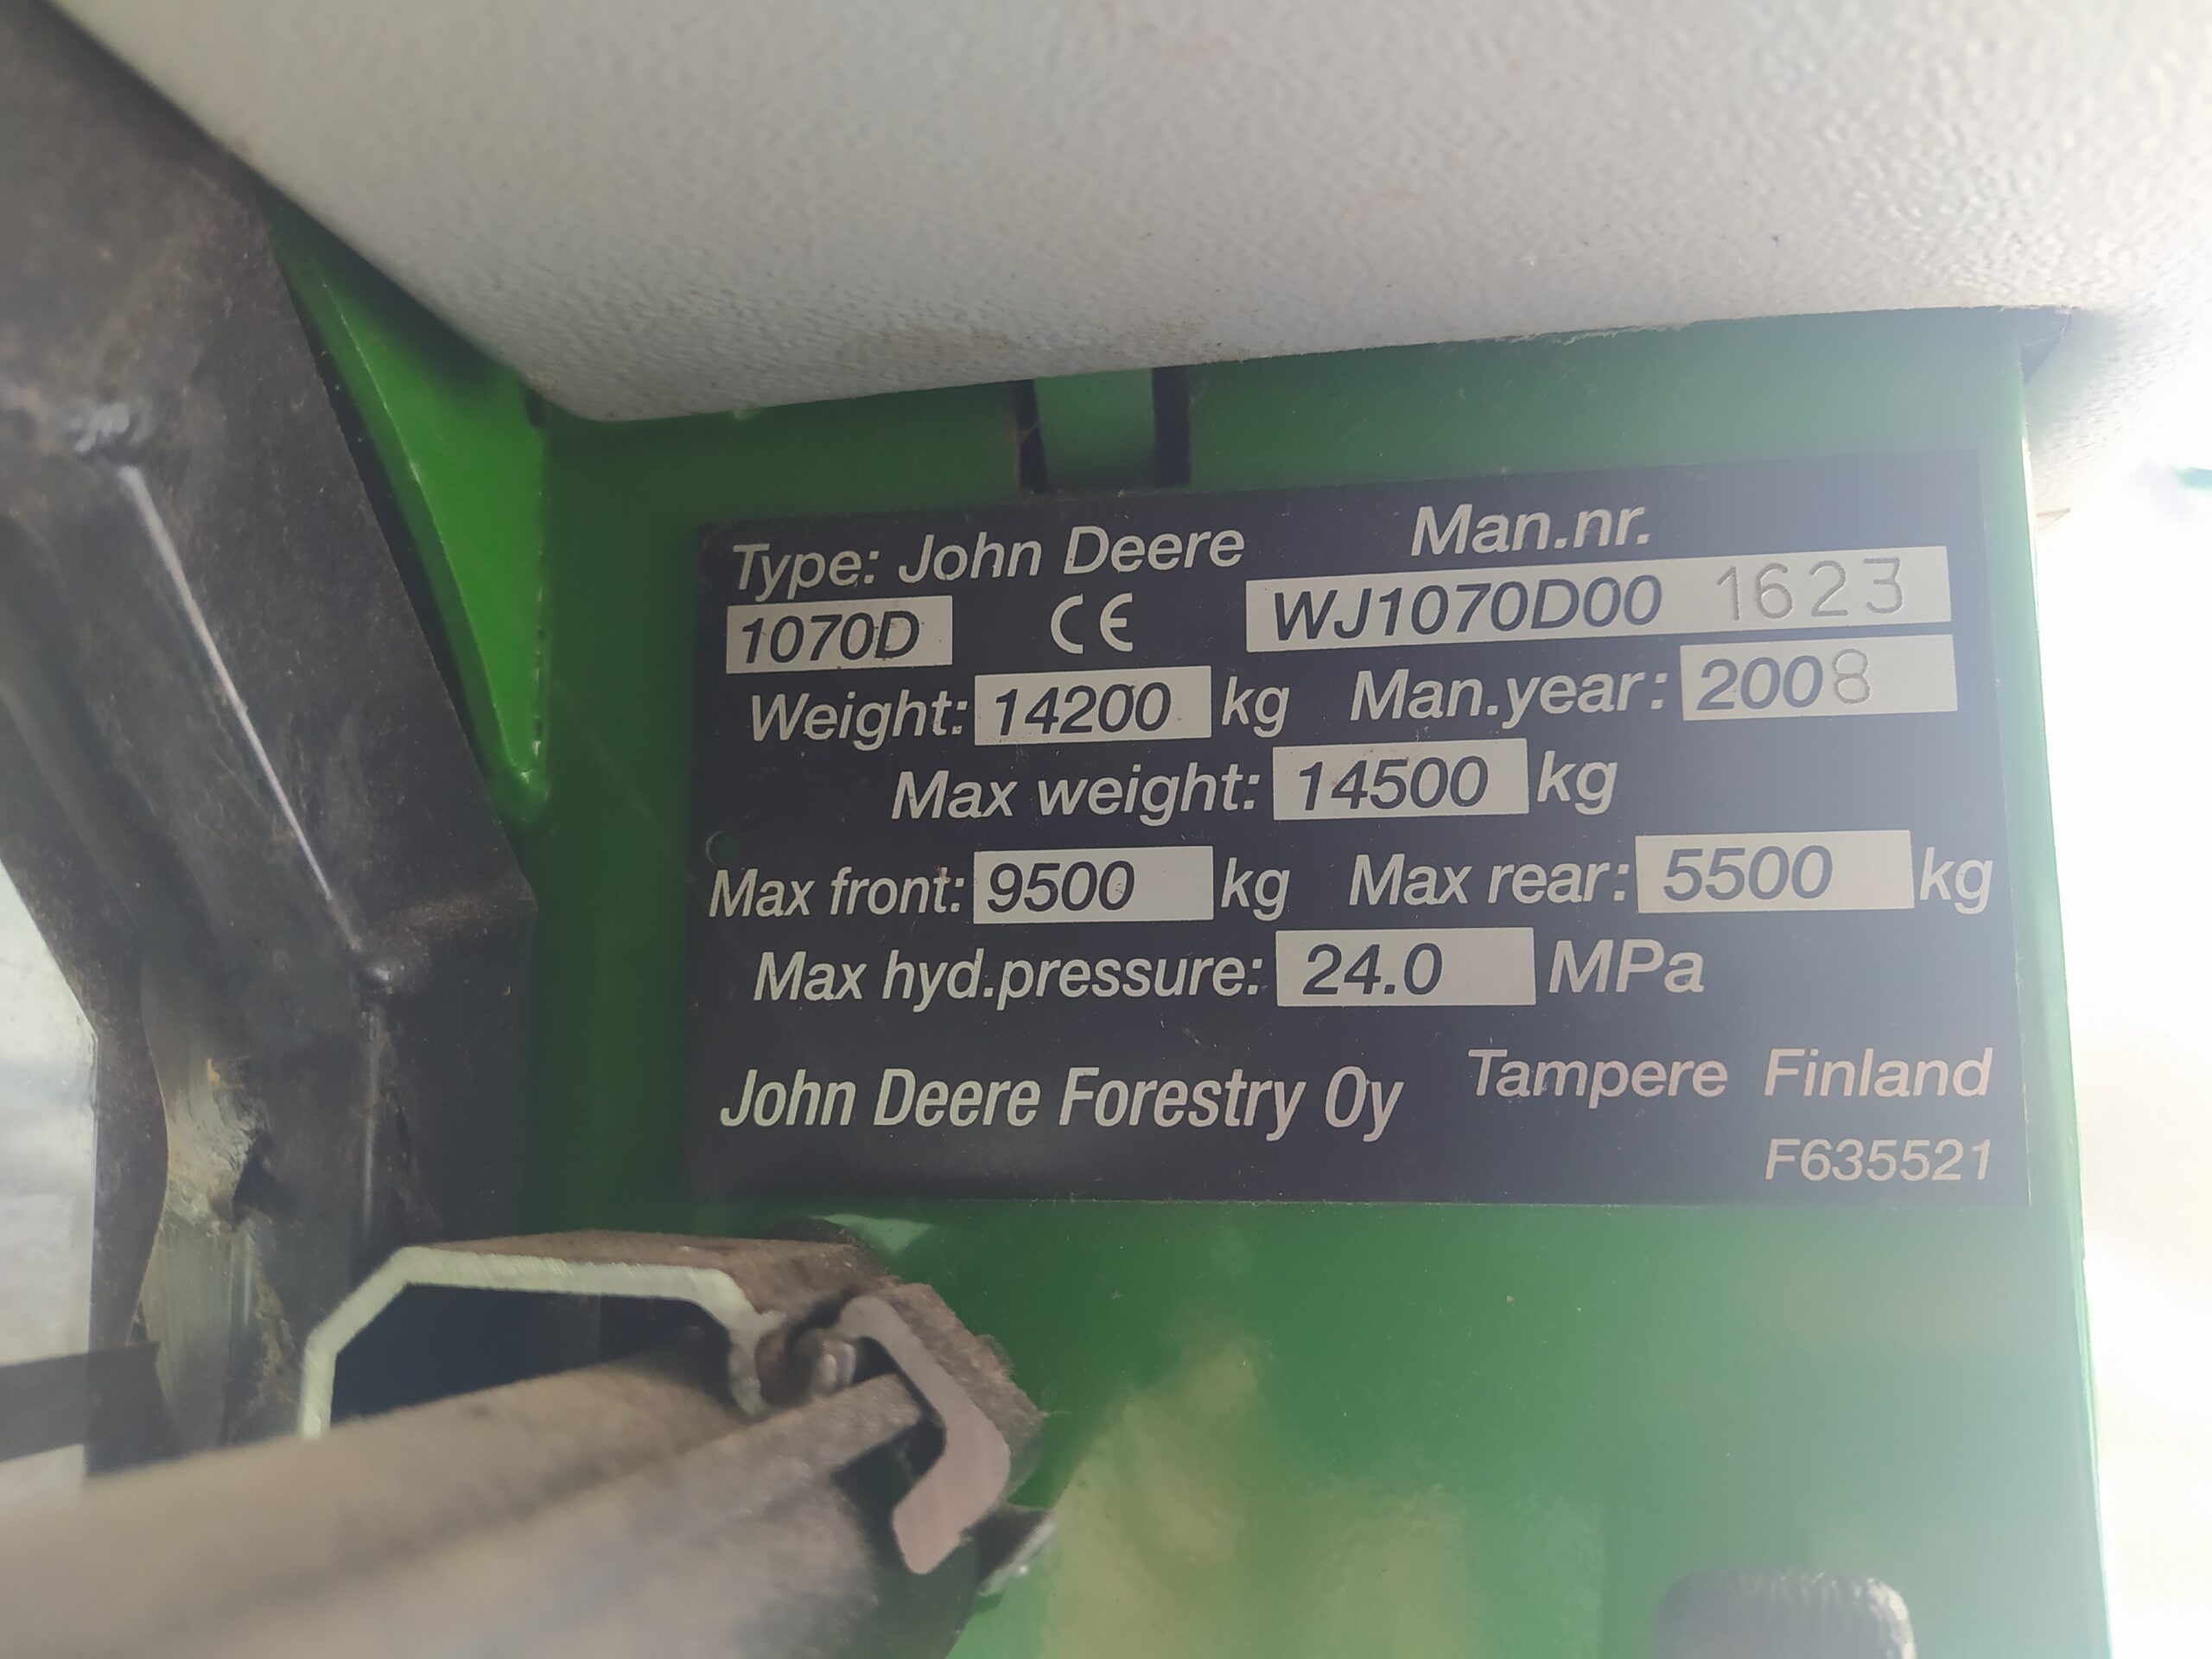 Type: John Deere Man.nr.
1070D CE WJ1070D00 1623
Weight: 14200 kg Man.year: 2008
Max weight: 14500 kg
Max front: 9500 kg Max rear: 5500 kg
Max hyd.pressure: 24.0 MPa
John Deere Forestry Oy Tampere Finland
F635521